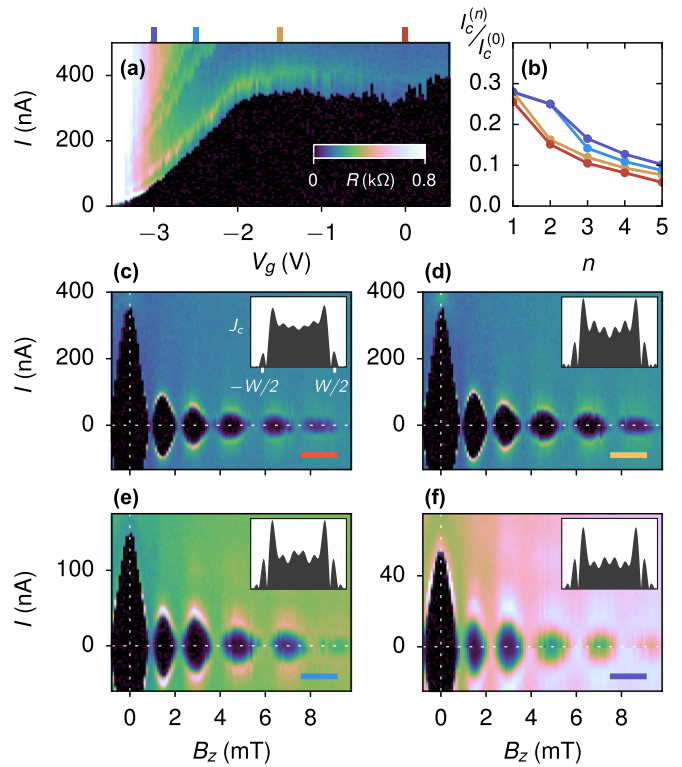 I_c^(n)/I_c^(0)
(a)
(b)
I (nA)
400
200
0
0
R (kΩ)
0.8
−3
−2
−1
0
V_g (V)
0.3
0.2
0.1
0.0
1
2
3
4
5
n
(c)
(d)
I (nA)
400
200
0
J_c
−W/2
W/2
400
200
0
(e)
(f)
I (nA)
100
0
40
0
0
2
4
6
8
B_z (mT)
0
2
4
6
8
B_z (mT)